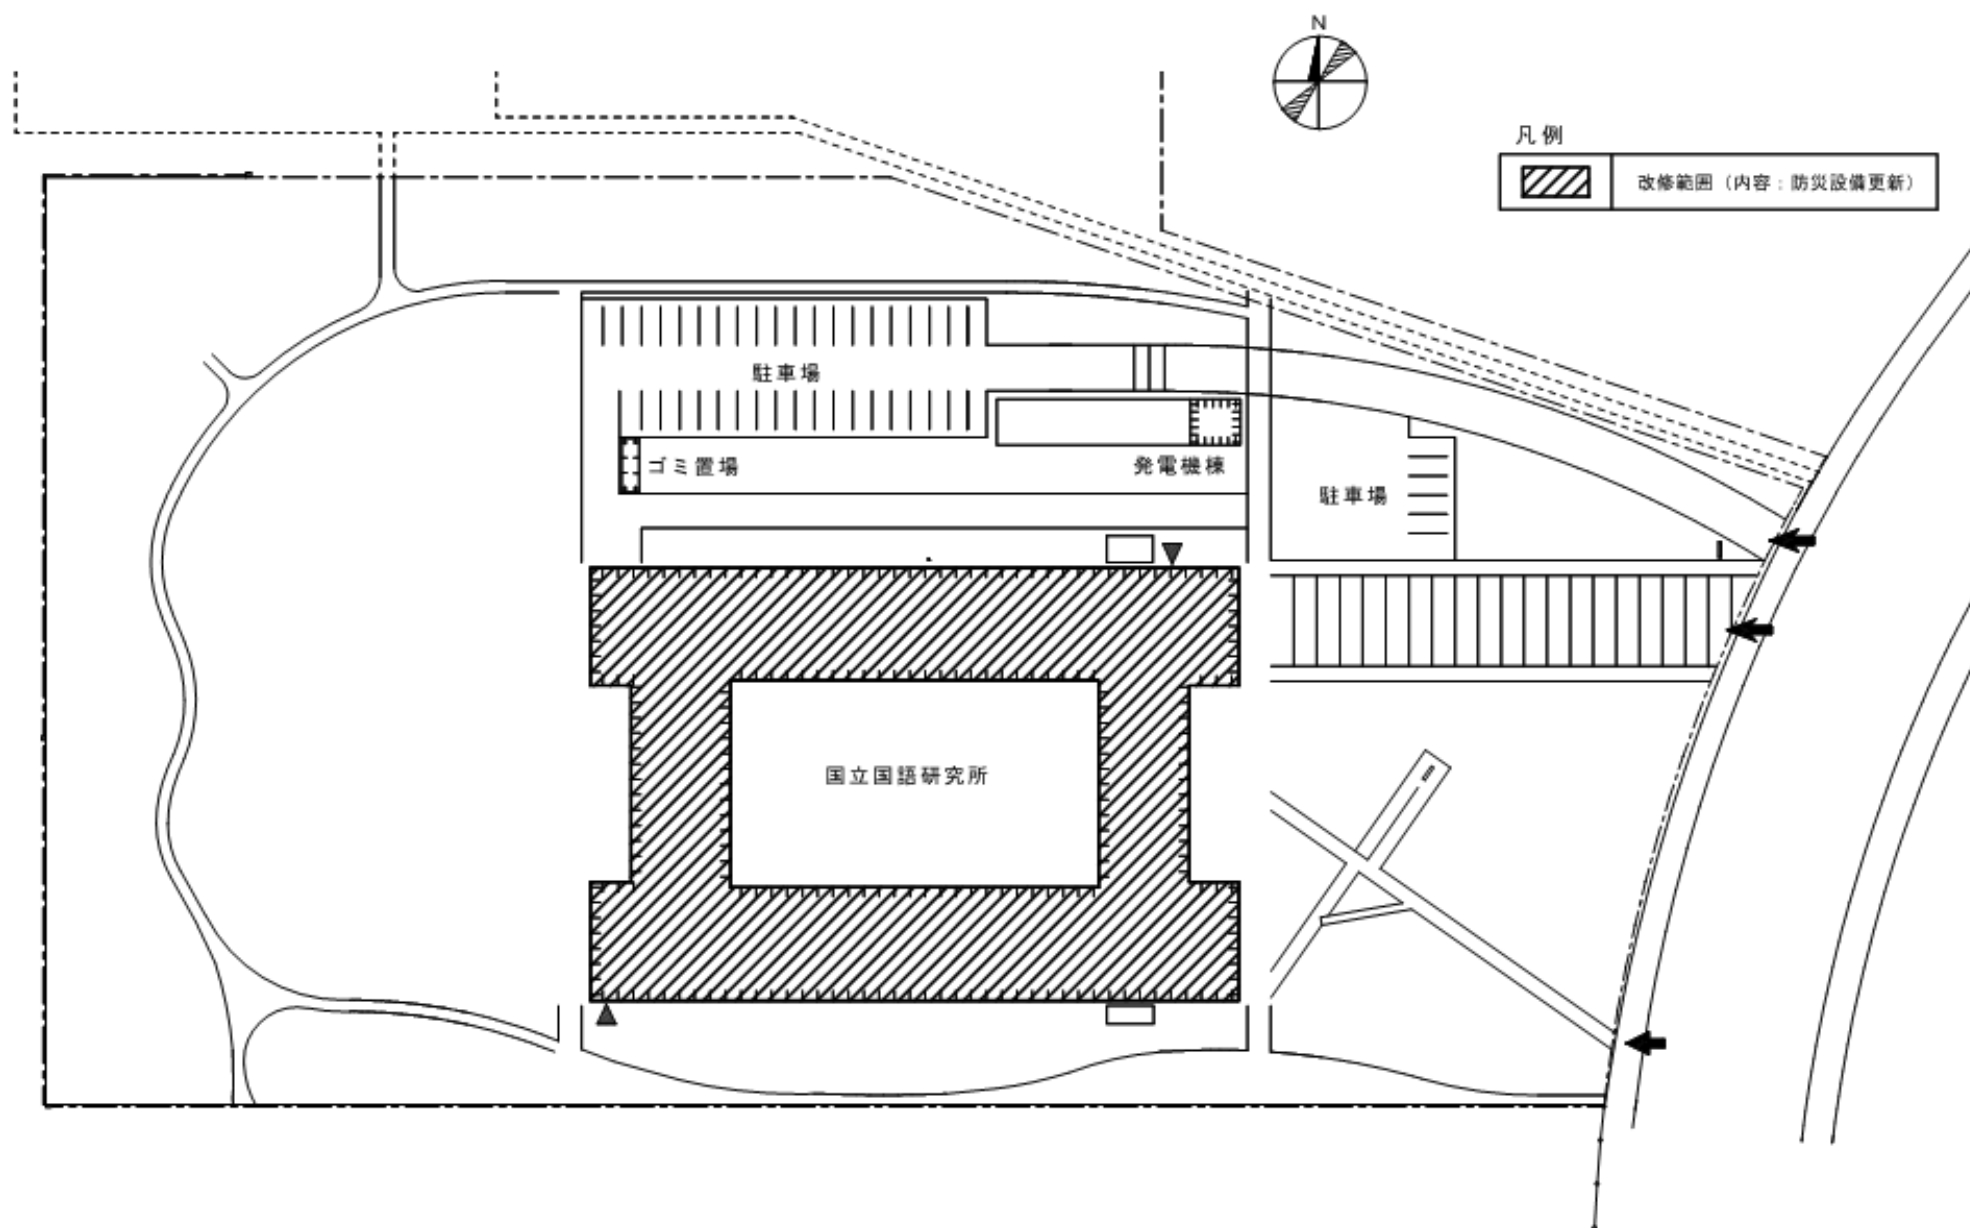 N
凡例
改修範囲（内容：防災設備更新）
駐車場
ゴミ置場
発電機棟
駐車場
国立国語研究所